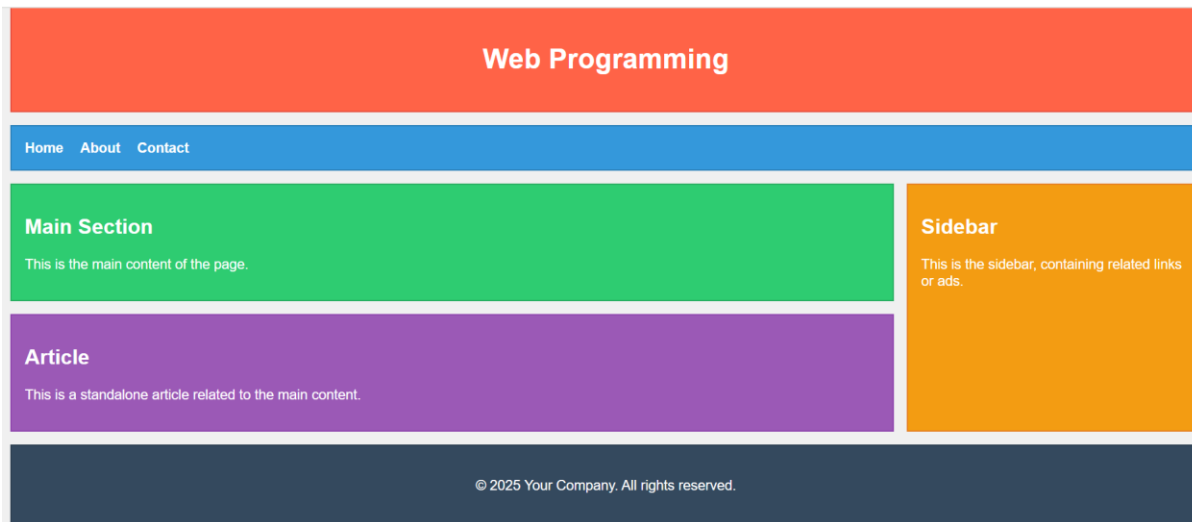 Web Programming
Home About Contact
Main Section
This is the main content of the page.
Sidebar
This is the sidebar, containing related links
or ads.
Article
This is a standalone article related to the main content.
© 2025 Your Company. All rights reserved.